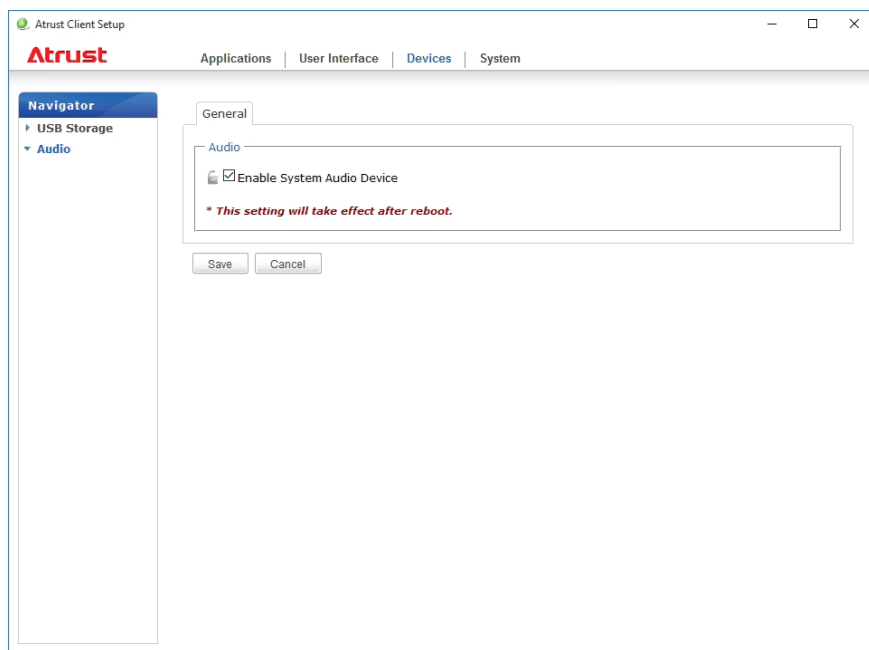 Atrust Client Setup
Atrust
Applications | User Interface | Devices | System
Navigator
USB Storage
Audio
General
Audio
Enable System Audio Device
* This setting will take effect after reboot.
Save Cancel